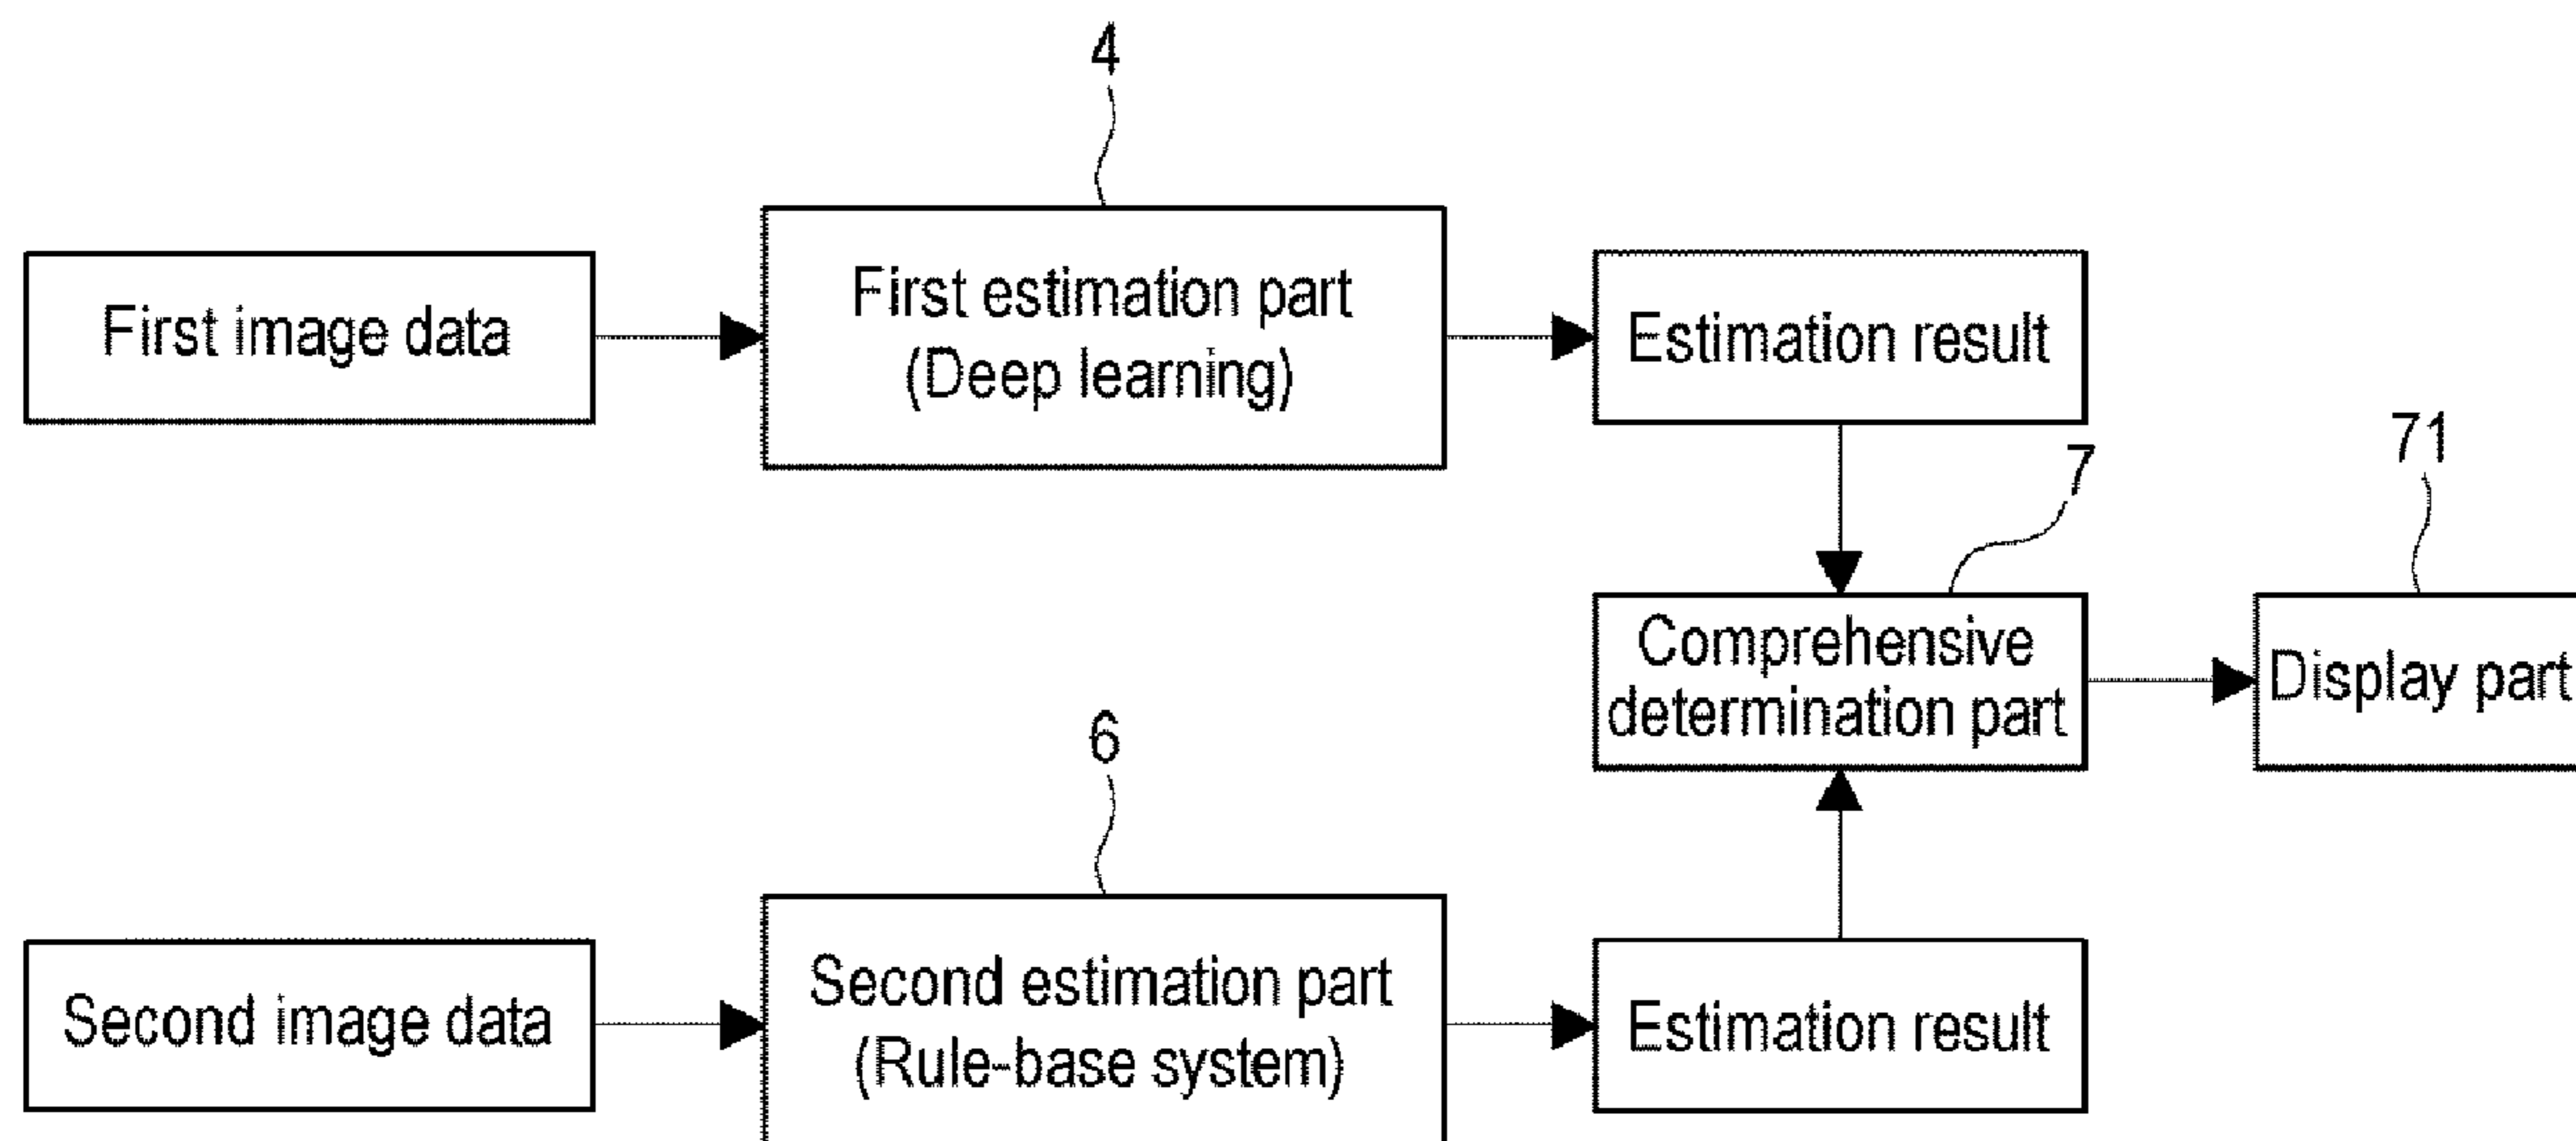 4
First image data
First estimation part
(Deep learning)
Estimation result
7
71
Comprehensive
determination part
Display part
6
Second image data
Second estimation part
(Rule-base system)
Estimation result